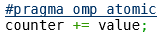 #pragma omp atomic
counter += value;